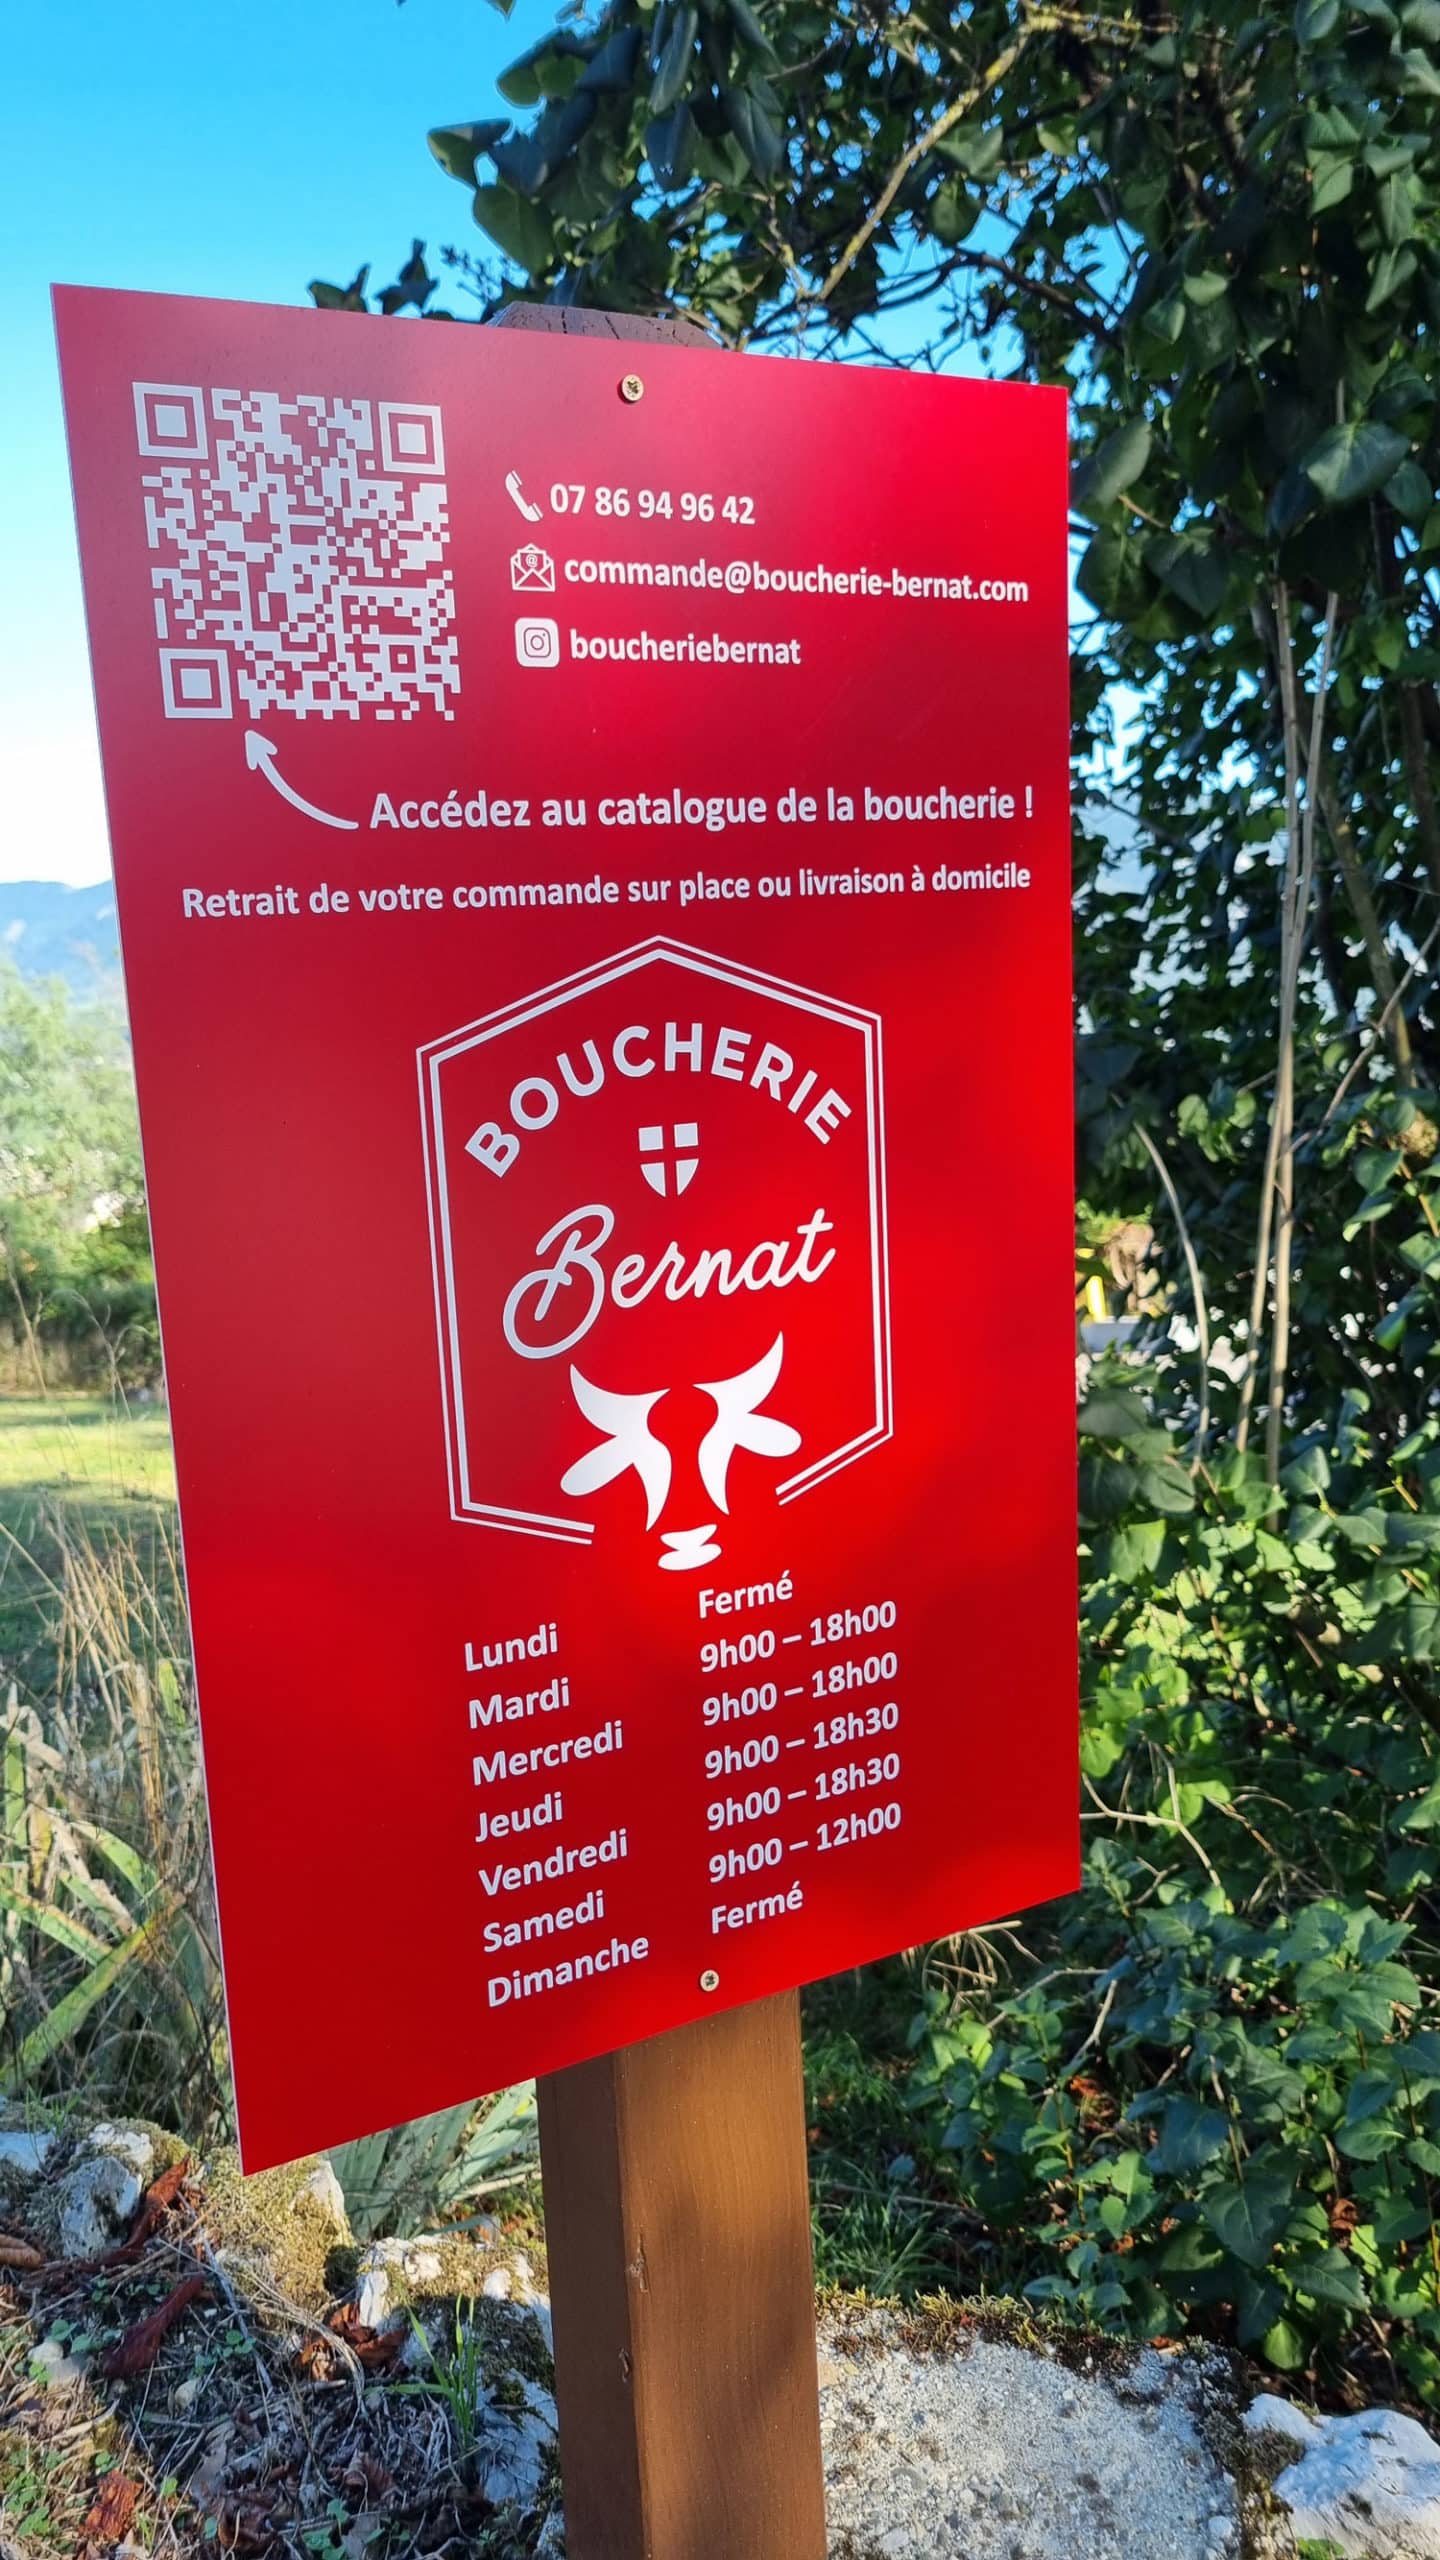 07 86 94 96 42
commande@boucherie-bernat.com
boucheriebernat
Accédez au catalogue de la boucherie !
Retrait de votre commande sur place ou livraison à domicile
BOUCHERIE
Bernat
Lundi Fermé
Mardi 9h00 – 18h00
Mercredi 9h00 – 18h00
Jeudi 9h00 – 18h30
Vendredi 9h00 – 18h30
Samedi 9h00 – 12h00
Dimanche Fermé